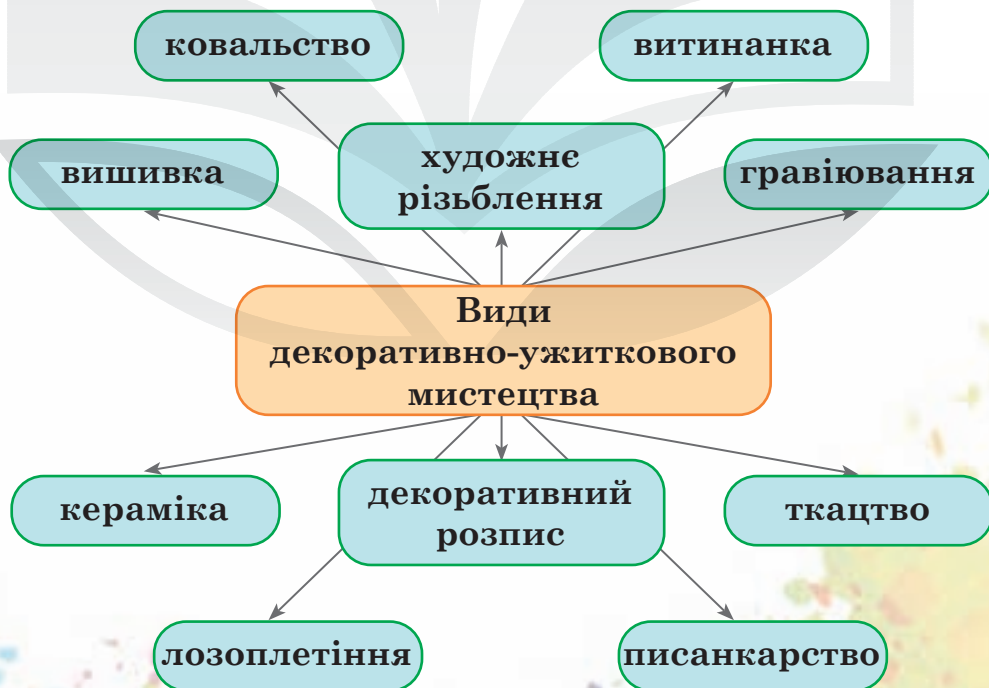 ковальство
витинанка
вишивка
художнє
різьблення
гравіювання
Види
декоративно-ужиткового
мистецтва
кераміка
декоративний
розпис
ткацтво
лозоплетіння
писанкарство